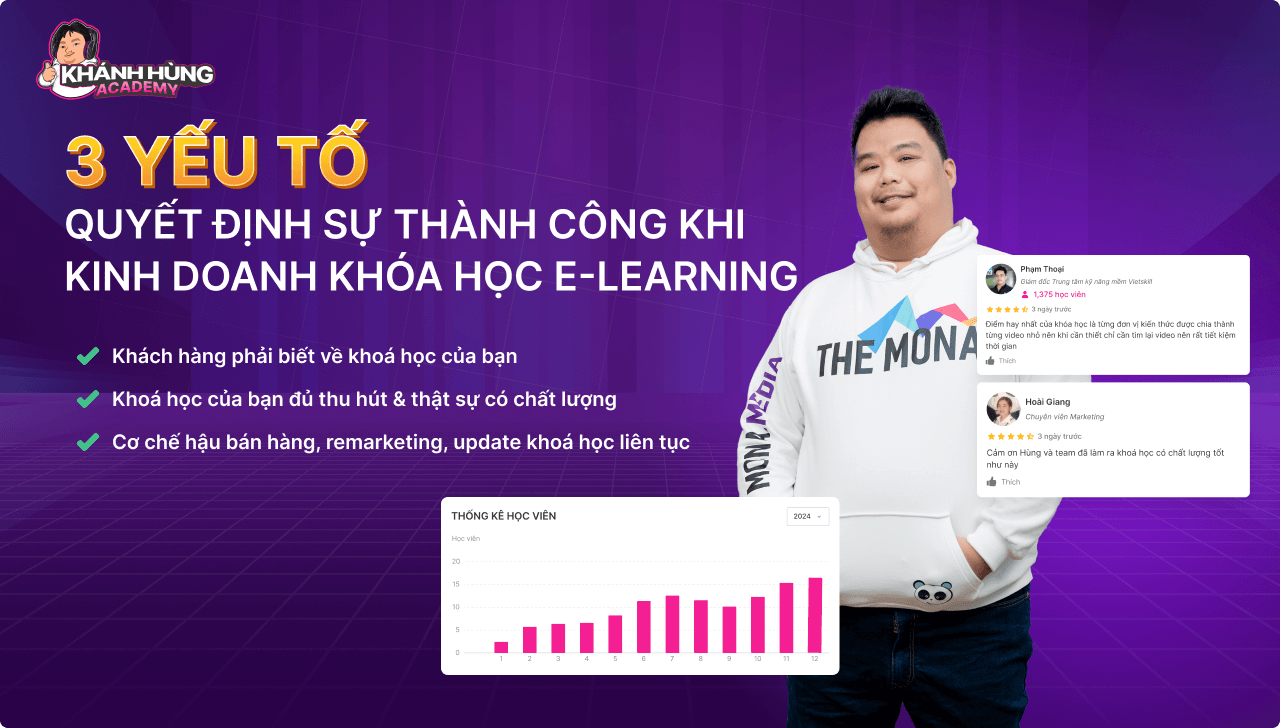 KHÁNH HÙNG
ACADEMY
3 YẾU TỐ
QUYẾT ĐỊNH SỰ THÀNH CÔNG KHI
KINH DOANH KHÓA HỌC E-LEARNING
Khách hàng phải biết về khoá học của bạn
Khoá học của bạn đủ thu hút & thật sự có chất lượng
Cơ chế hậu bán hàng, remarketing, update khoá học liên tục
THE MONA
MONA MEDIA
Phạm Thoại
Giám đốc Trung tâm kỹ năng mềm Vietskill
1,375 học viên
3 ngày trước
Điểm hay nhất của khóa học là từng đơn vị kiến thức được chia thành
từng video nhỏ nên khi cần thiết chỉ cần tìm lại video nên rất tiết kiệm
thời gian
Thích
Hoài Giang
Chuyên viên Marketing
3 ngày trước
Cảm ơn Hùng và team đã làm ra khoá học có chất lượng tốt
như này
Thích
THỐNG KÊ HỌC VIÊN
2024
Học viên
20
15
10
5
0
1 2 3 4 5 6 7 8 9 10 11 12